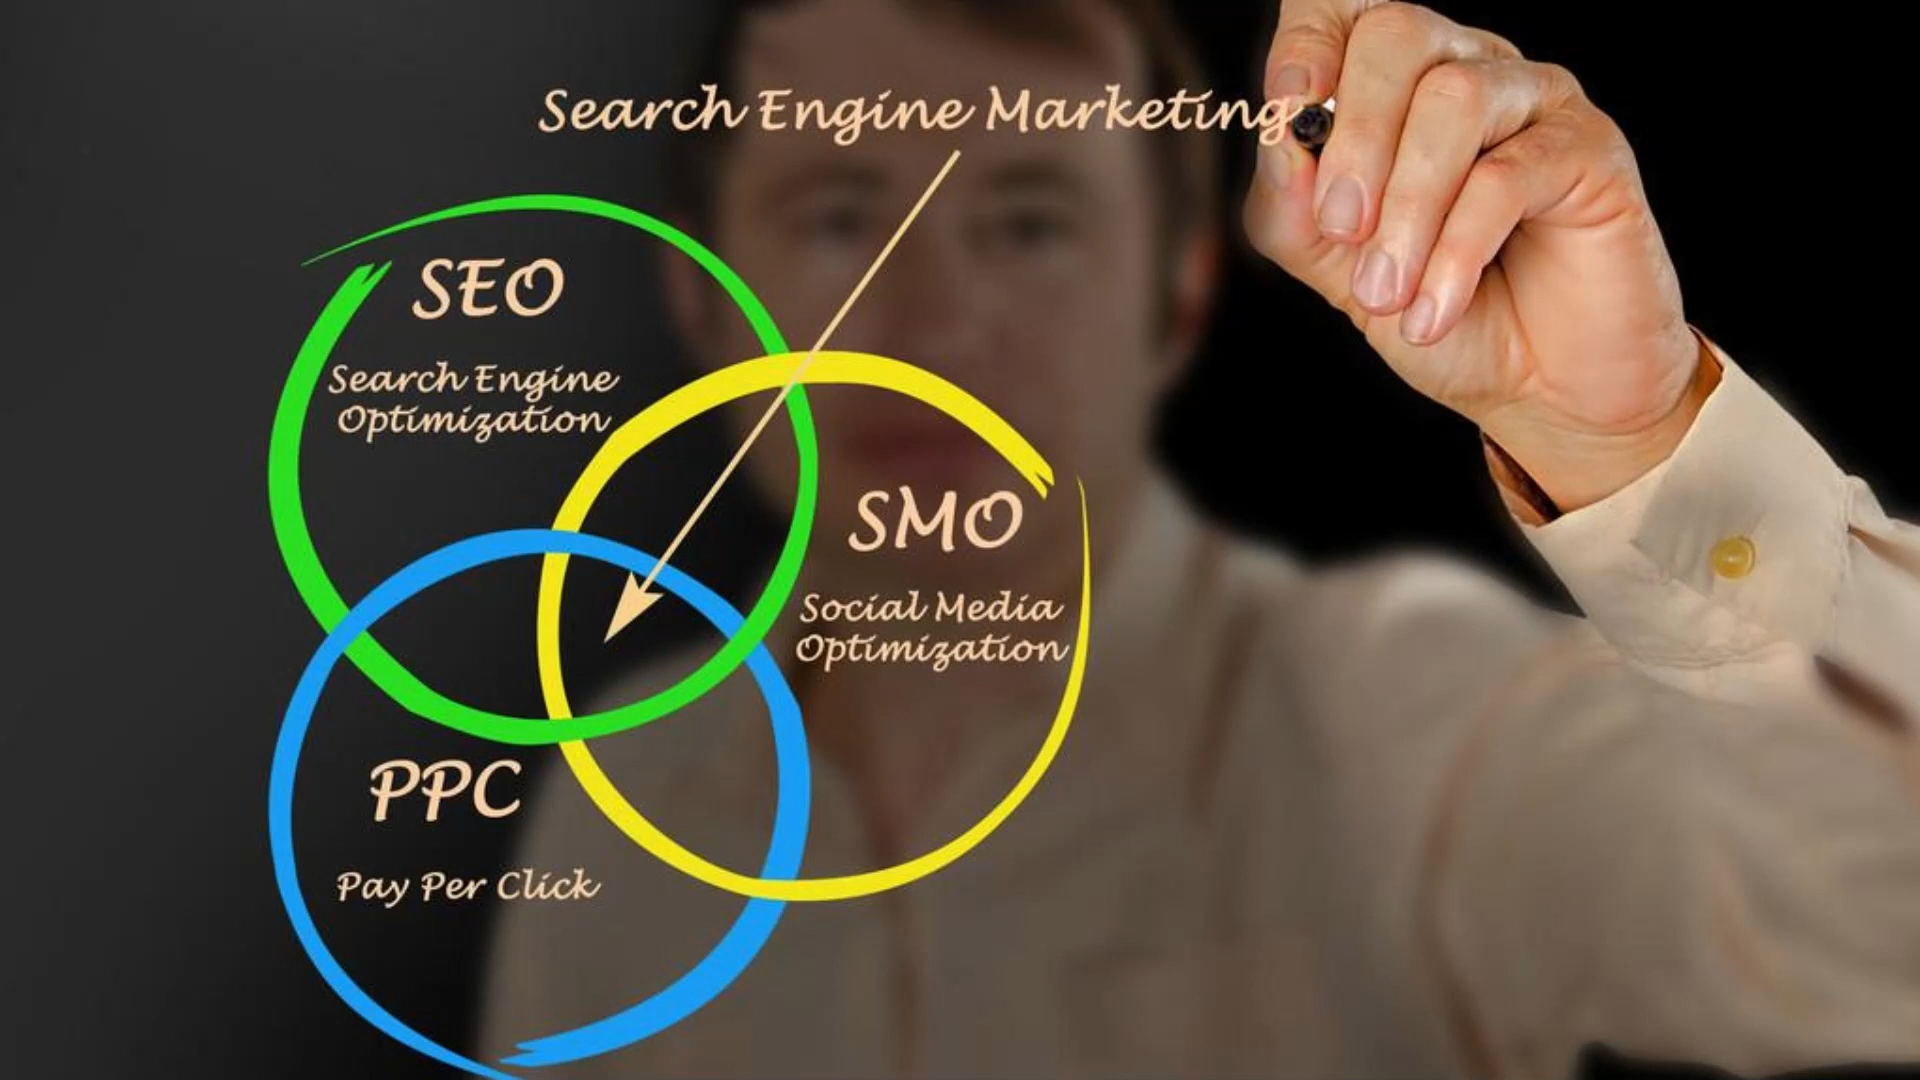 Search Engine Marketing
SEO
Search Engine
Optimization
SMO
Social Media
Optimization
PPC
Pay Per Click